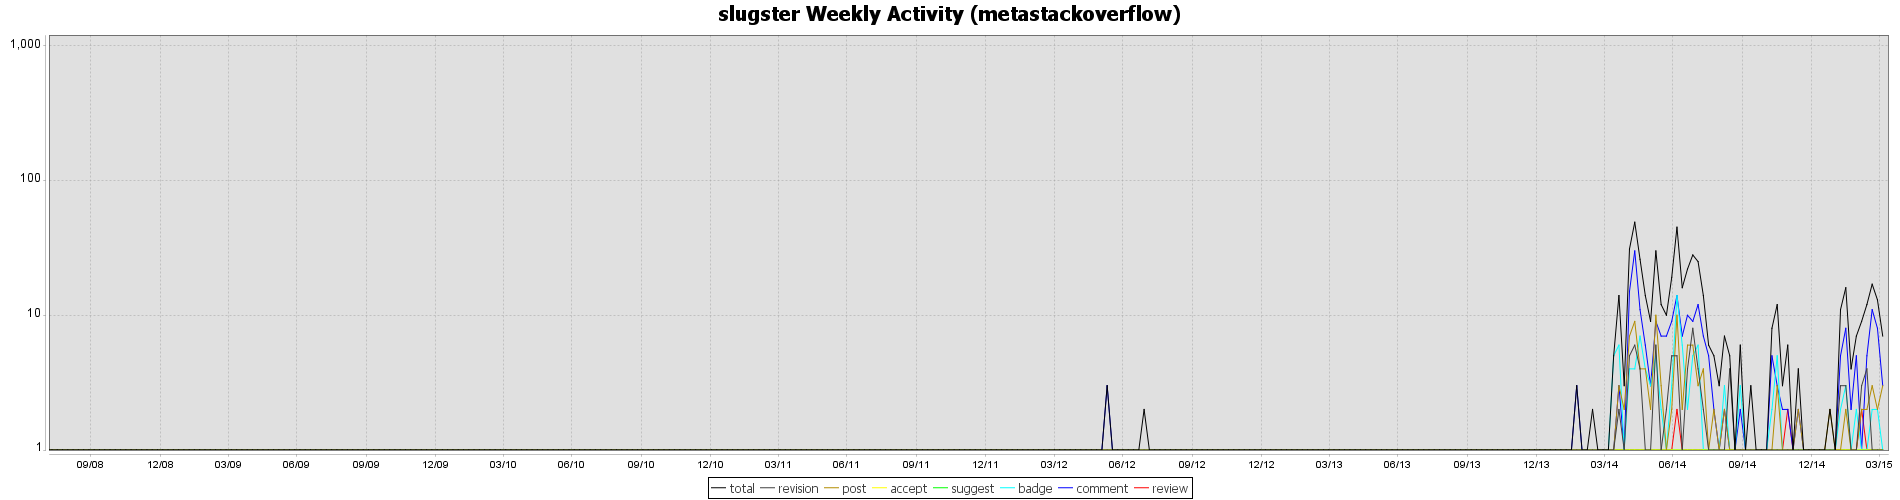 slugster Weekly Activity (metastackoverflow)
1,000
100
10
1
09/08 12/08 03/09 06/09 09/09 12/09 03/10 06/10 09/10 12/10 03/11 06/11 09/11 12/11 03/12 06/12 09/12 12/12 03/13 06/13 09/13 12/13 03/14 06/14 09/14 12/14 03/15
total revision post accept suggest badge comment review